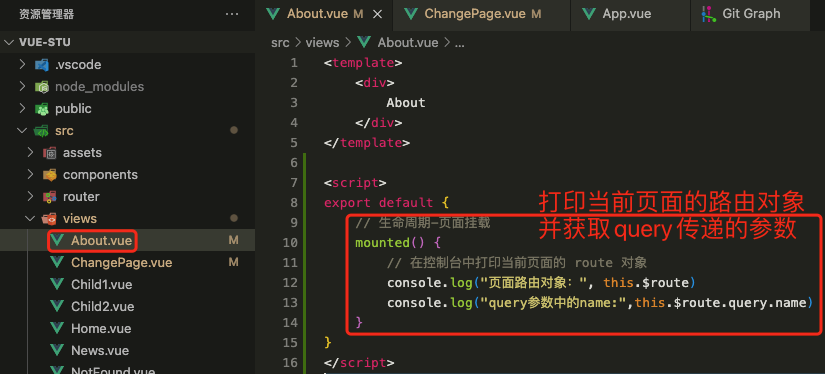 资源管理器
···
About.vue M ×
ChangePage.vue M
App.vue
Git Graph
VUE-STU
.vscode
node_modules
public
src
assets
components
router
views
About.vue M
ChangePage.vue M
Child1.vue
Child2.vue
Home.vue
News.vue
NotFound.vue
src > views > About.vue > ...
1 <template>
2 <div>
3 About
4 </div>
5 </template>
6
7 <script>
8 export default {
9 // 生命周期-页面挂载
10 mounted() {
11 // 在控制台中打印当前页面的 route 对象
12 console.log("页面路由对象：", this.$route)
13 console.log("query参数中的name:",this.$route.query.name)
14 }
15 }
16 </script>
打印当前页面的路由对象
并获取query传递的参数